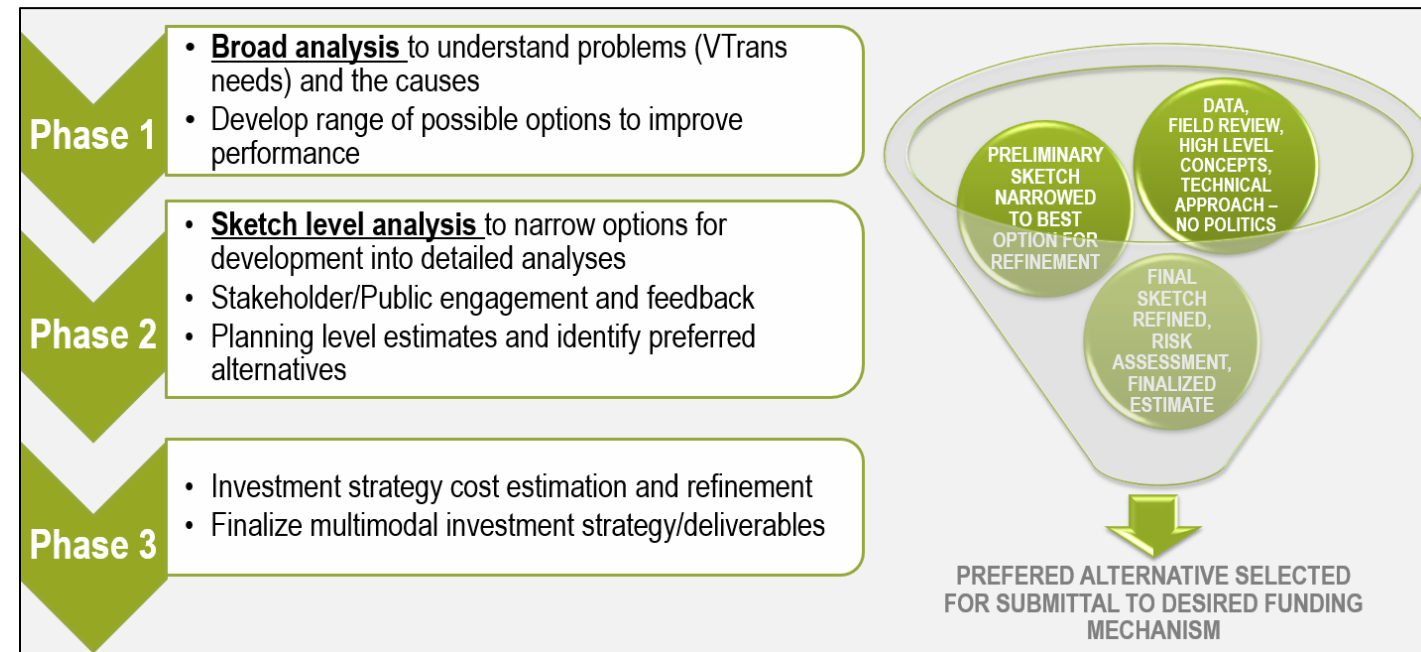 Phase 1
• Broad analysis to understand problems (VTrans
needs) and the causes
• Develop range of possible options to improve
performance
Phase 2
• Sketch level analysis to narrow options for
development into detailed analyses
• Stakeholder/Public engagement and feedback
• Planning level estimates and identify preferred
alternatives
Phase 3
• Investment strategy cost estimation and refinement
• Finalize multimodal investment strategy/deliverables
DATA,
FIELD REVIEW,
HIGH LEVEL
CONCEPTS,
TECHNICAL
APPROACH –
NO POLITICS
PRELIMINARY
SKETCH
NARROWED
TO BEST
OPTION FOR
REFINEMENT
FINAL
SKETCH
REFINED,
RISK
ASSESSMENT,
FINALIZED
ESTIMATE
PREFERED ALTERNATIVE SELECTED
FOR SUBMITTAL TO DESIRED FUNDING
MECHANISM